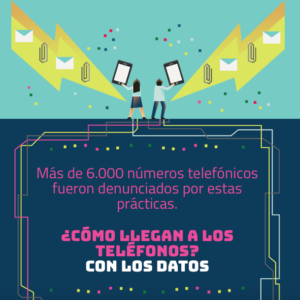 Más de 6.000 números telefónicos
fueron denunciados por estas
prácticas.
¿CÓMO LLEGAN A LOS
TELÉFONOS?
CON LOS DATOS